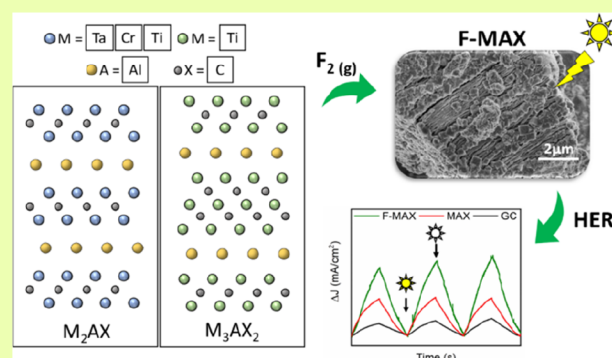 M = Ta Cr Ti M = Ti
A = Al X = C
M₂AX M₃AX₂
F₂ (g)
F-MAX
2μm
HER
F-MAX MAX GC
ΔJ (mA/cm²)
Time (s)